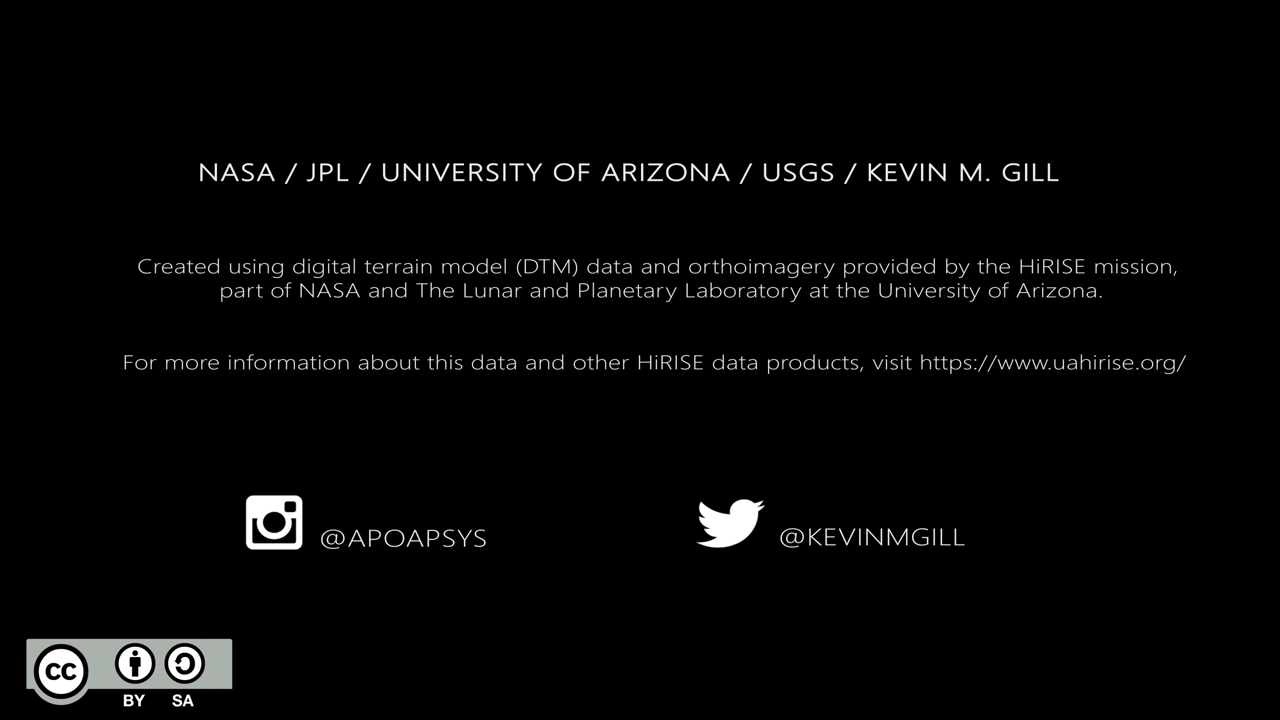 NASA / JPL / UNIVERSITY OF ARIZONA / USGS / KEVIN M. GILL
Created using digital terrain model (DTM) data and orthoimagery provided by the HiRISE mission,
part of NASA and The Lunar and Planetary Laboratory at the University of Arizona.
For more information about this data and other HiRISE data products, visit https://www.uahirise.org/
@APOAPSYS
@KEVINMGILL
cc
BY SA